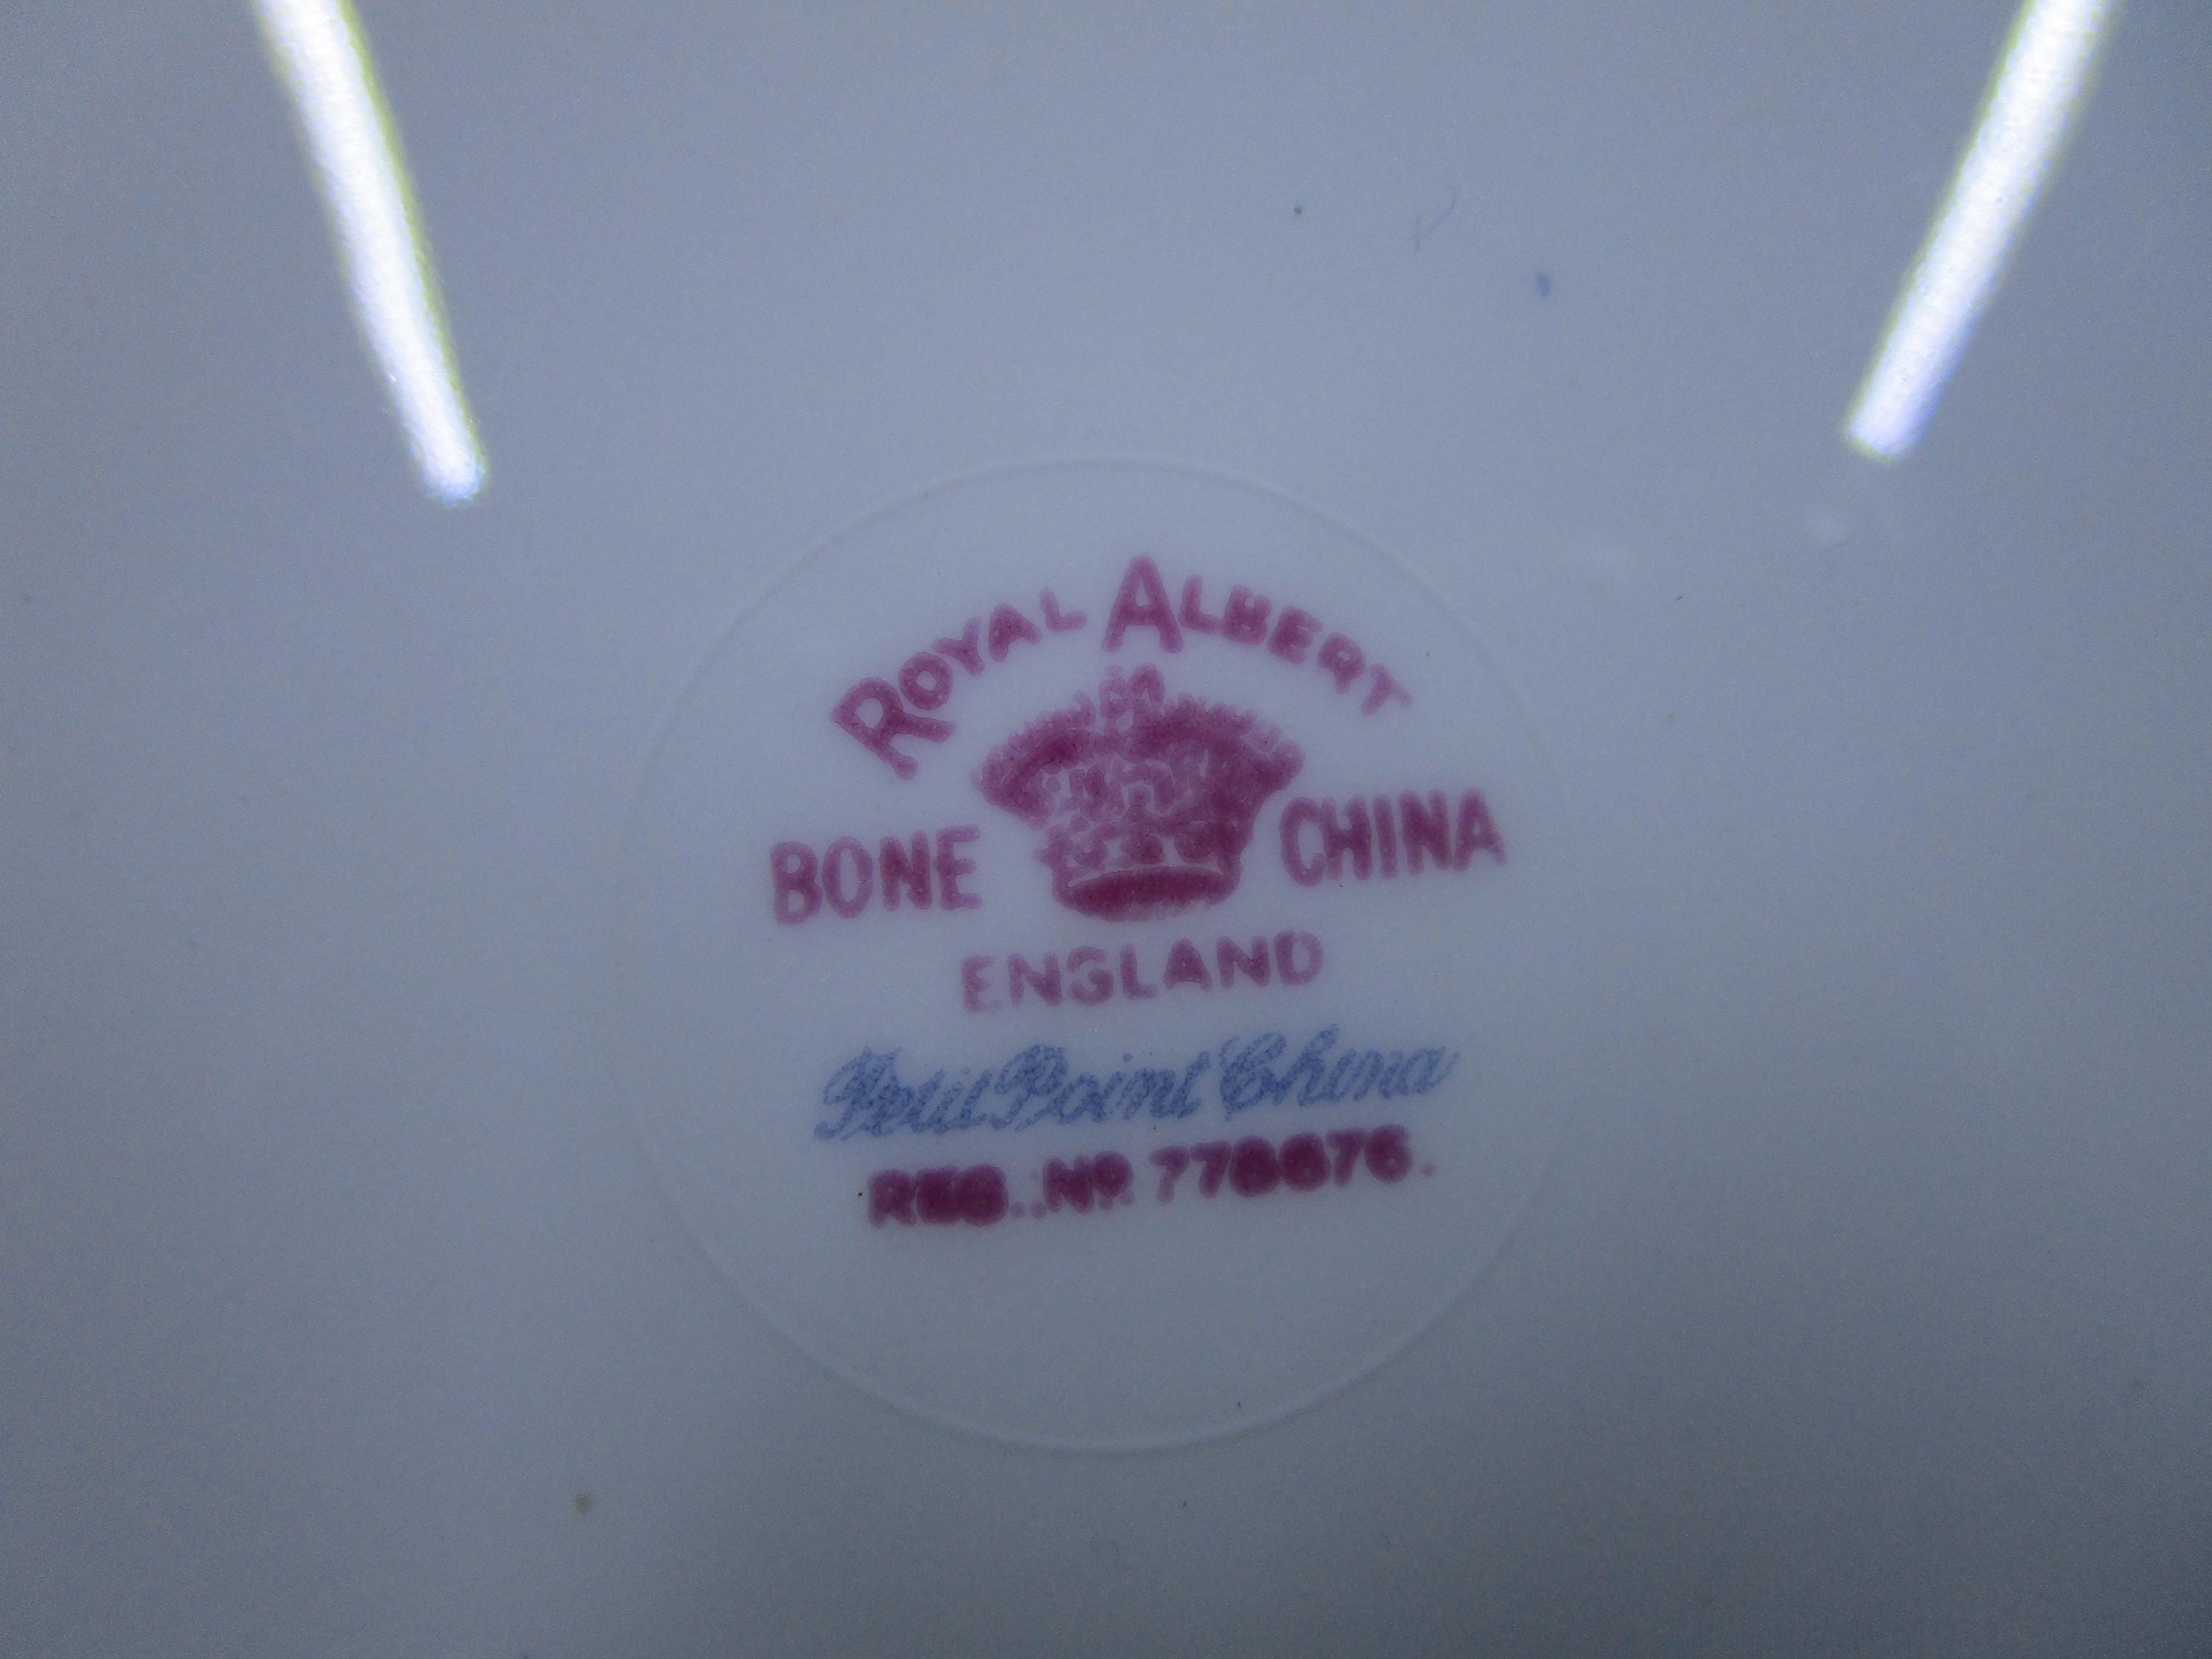 ROYAL ALBERT
BONE CHINA
ENGLAND
Petit Point China
REG..Nº. 778676.